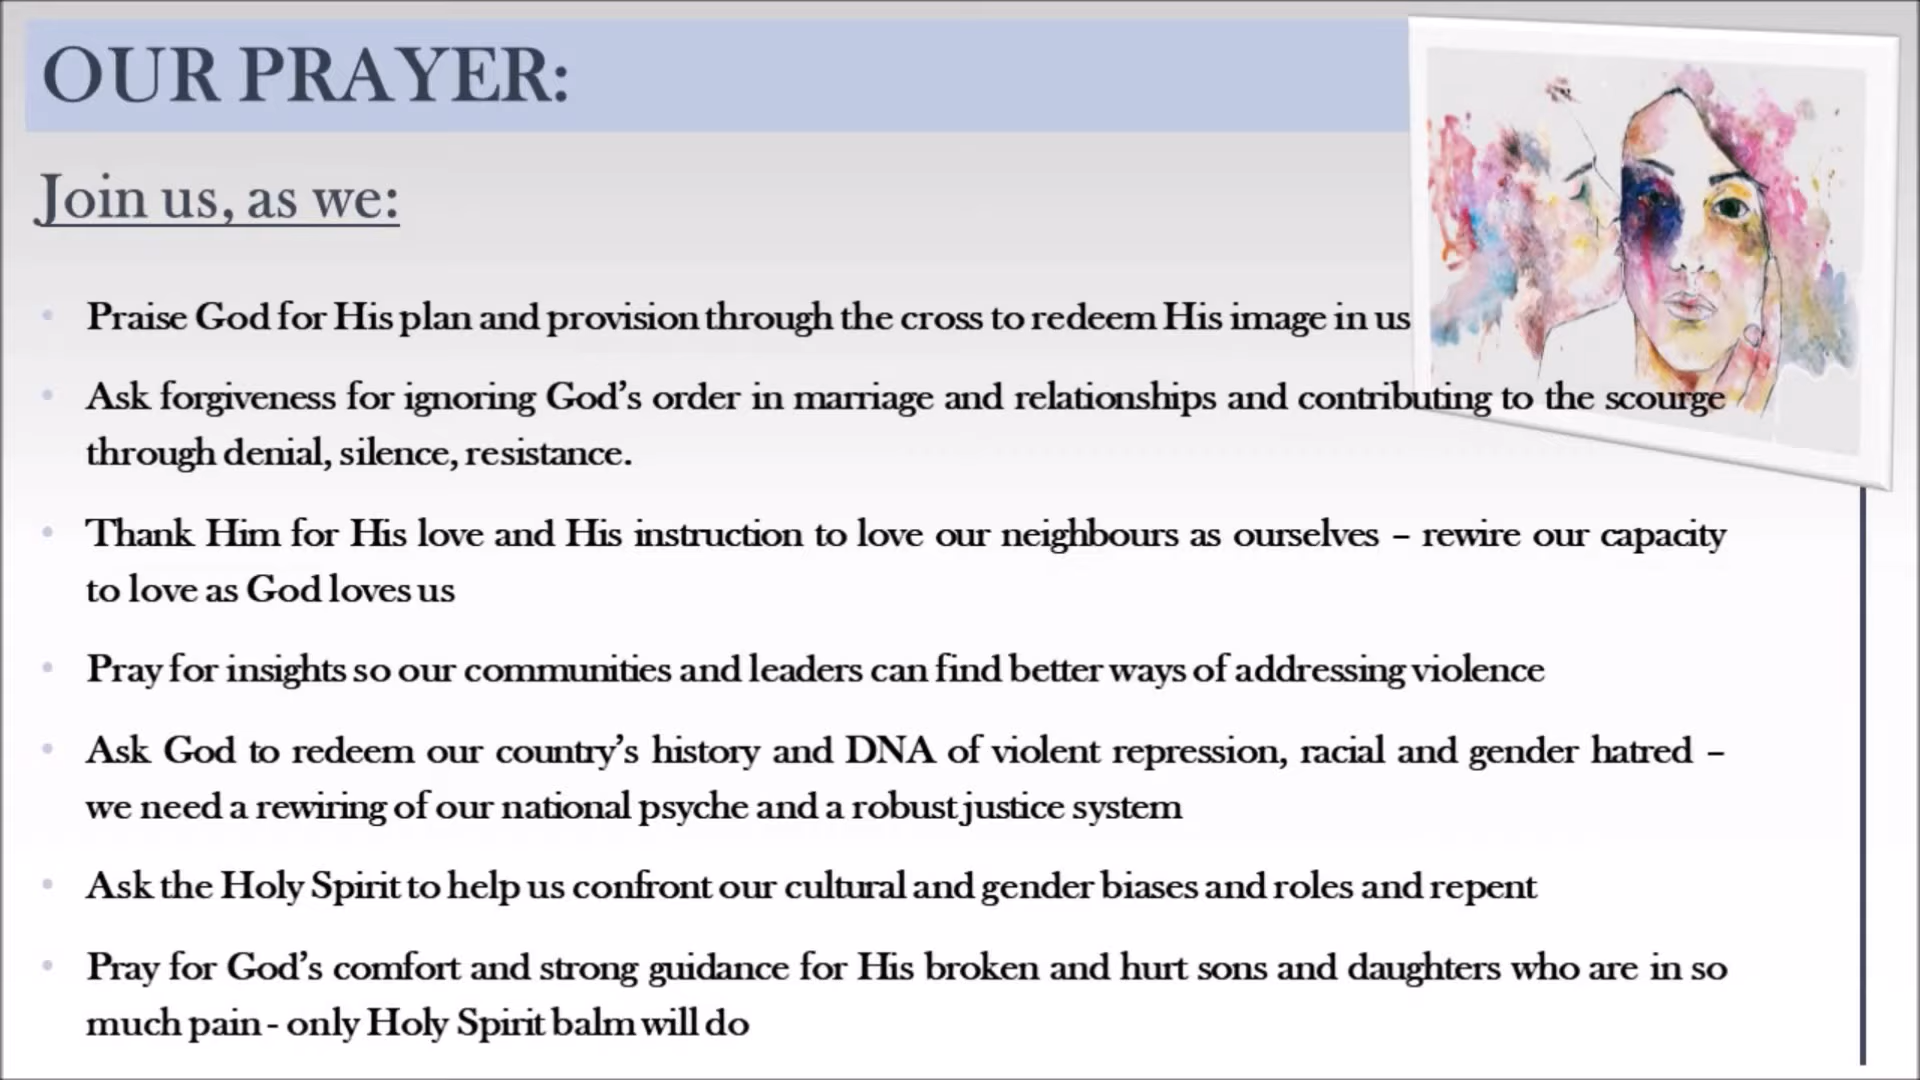 OUR PRAYER:
Join us, as we:
• Praise God for His plan and provision through the cross to redeem His image in us
• Ask forgiveness for ignoring God’s order in marriage and relationships and contributing to the scourge
through denial, silence, resistance.
• Thank Him for His love and His instruction to love our neighbours as ourselves – rewire our capacity
to love as God loves us
• Pray for insights so our communities and leaders can find better ways of addressing violence
• Ask God to redeem our country’s history and DNA of violent repression, racial and gender hatred –
we need a rewiring of our national psyche and a robust justice system
• Ask the Holy Spirit to help us confront our cultural and gender biases and roles and repent
• Pray for God’s comfort and strong guidance for His broken and hurt sons and daughters who are in so
much pain - only Holy Spirit balm will do